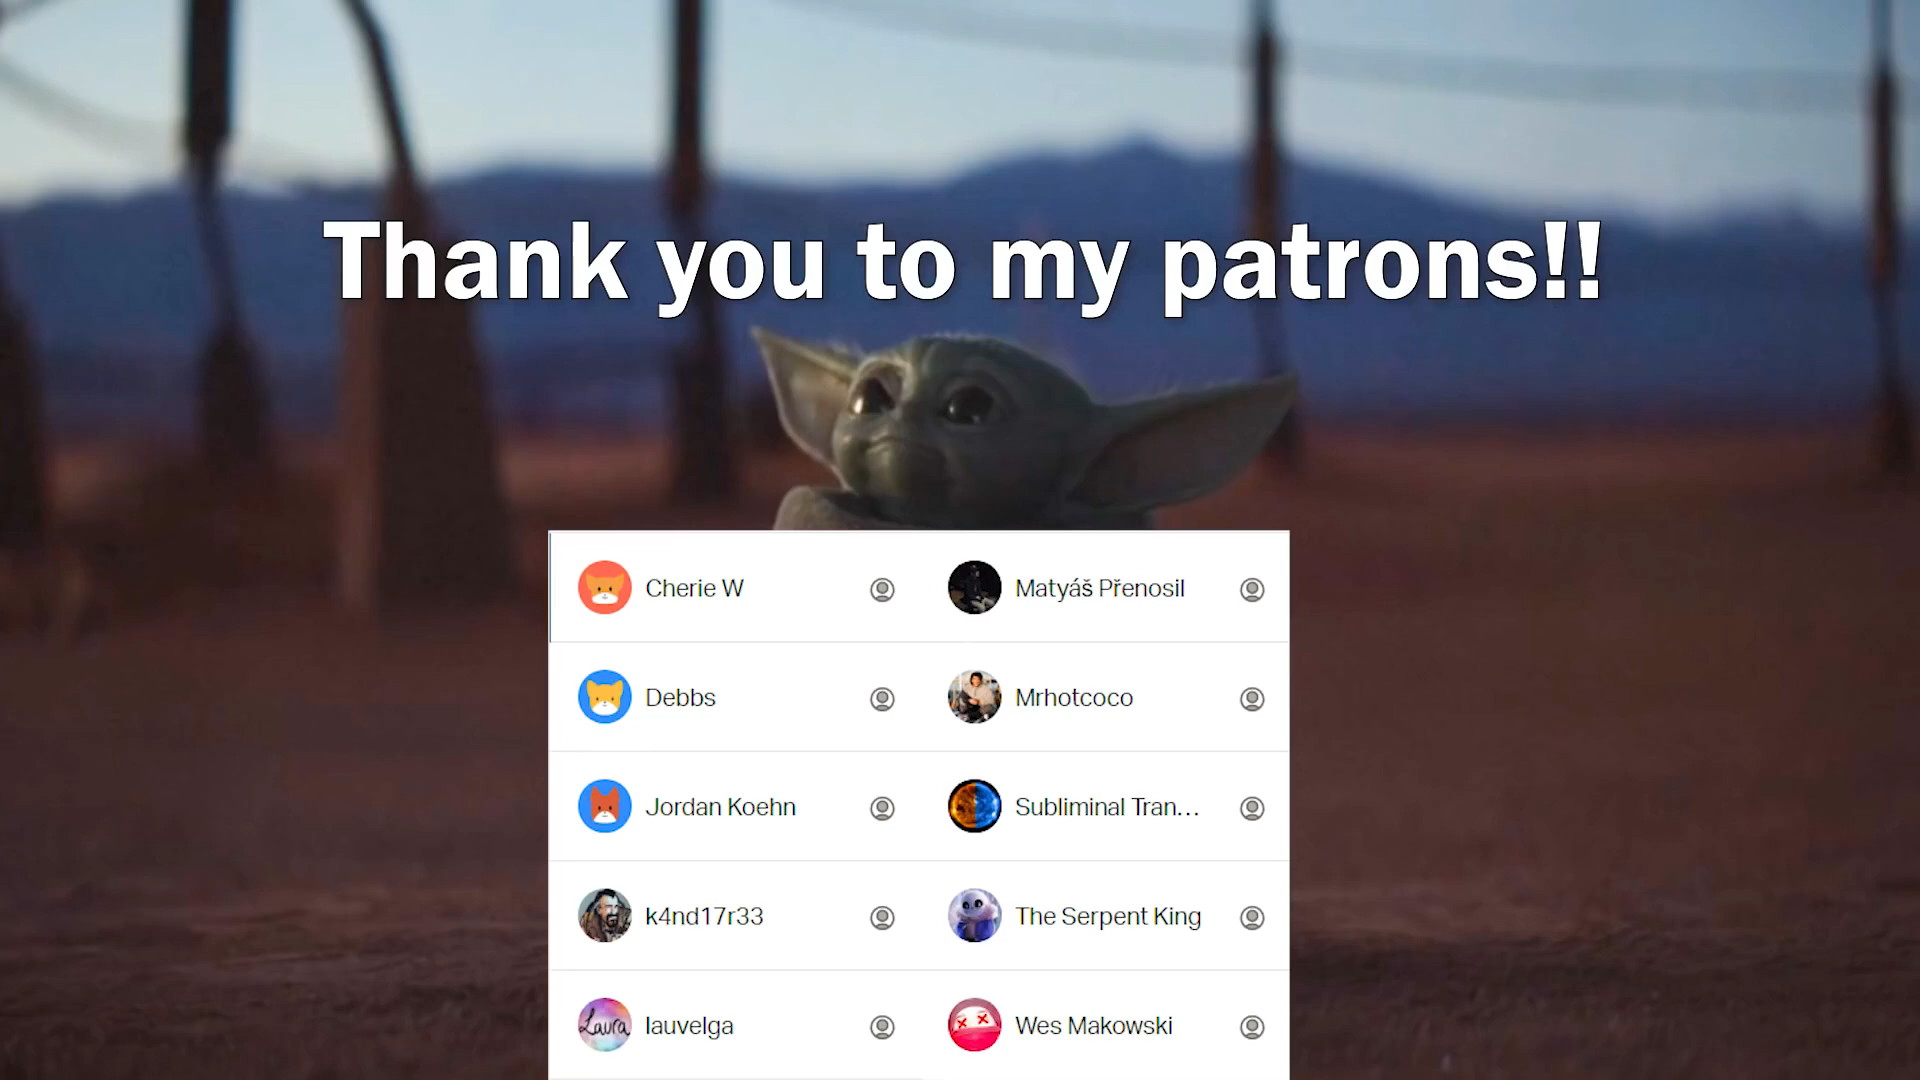 Thank you to my patrons!!
Cherie W
Matyáš Přenosil
Debbs
Mrhotcoco
Jordan Koehn
Subliminal Tran...
k4nd17r33
The Serpent King
Laura
lauvelga
Wes Makowski